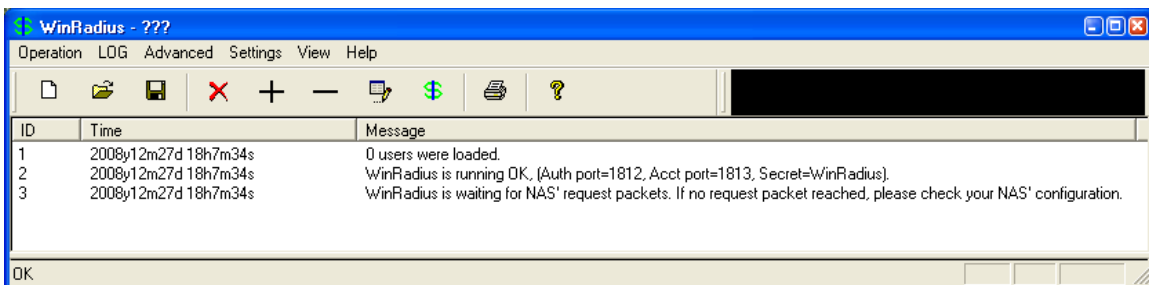 WinRadius - ???
Operation LOG Advanced Settings View Help
ID Time Message
1 2008y12m27d 18h7m34s 0 users were loaded.
2 2008y12m27d 18h7m34s WinRadius is running OK, (Auth port=1812, Acct port=1813, Secret=WinRadius).
3 2008y12m27d 18h7m34s WinRadius is waiting for NAS' request packets. If no request packet reached, please check your NAS' configuration.
OK